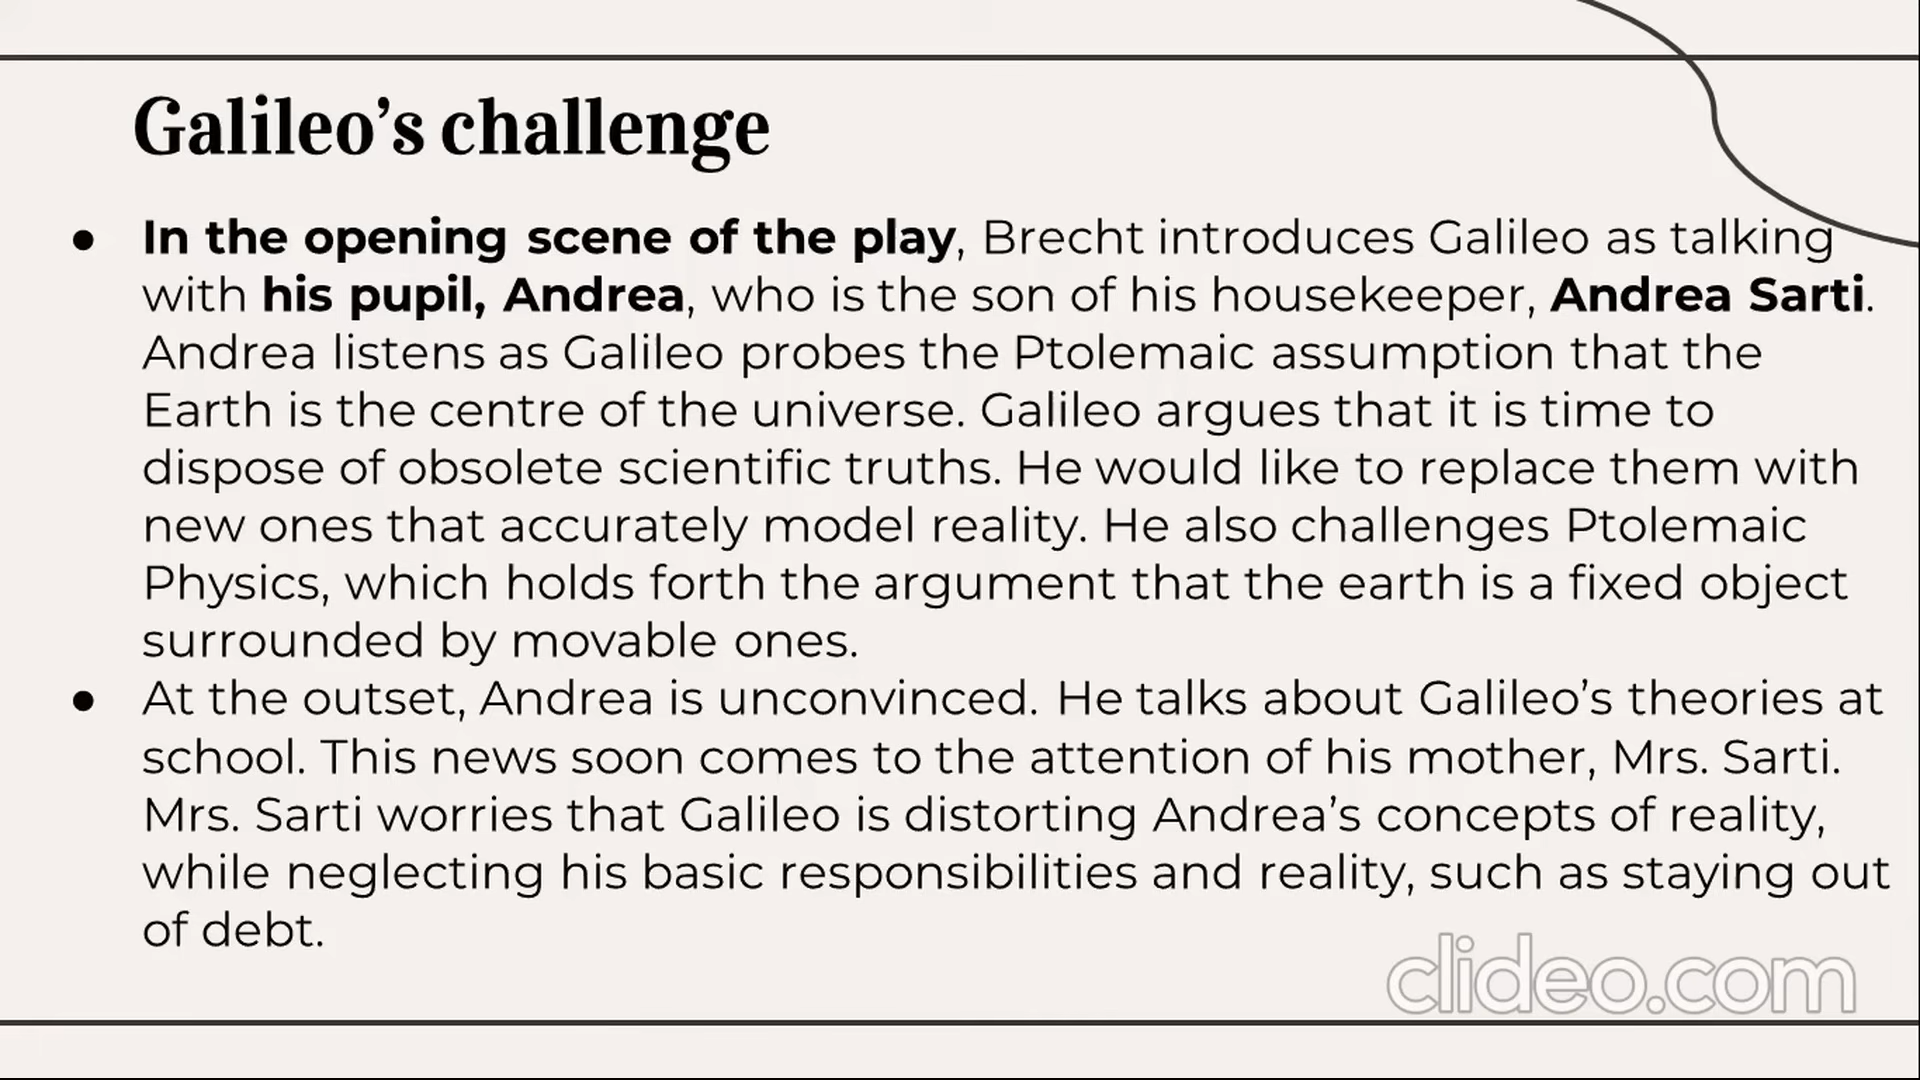 Galileo’s challenge
● In the opening scene of the play, Brecht introduces Galileo as talking
with his pupil, Andrea, who is the son of his housekeeper, Andrea Sarti.
Andrea listens as Galileo probes the Ptolemaic assumption that the
Earth is the centre of the universe. Galileo argues that it is time to
dispose of obsolete scientific truths. He would like to replace them with
new ones that accurately model reality. He also challenges Ptolemaic
Physics, which holds forth the argument that the earth is a fixed object
surrounded by movable ones.
● At the outset, Andrea is unconvinced. He talks about Galileo’s theories at
school. This news soon comes to the attention of his mother, Mrs. Sarti.
Mrs. Sarti worries that Galileo is distorting Andrea’s concepts of reality,
while neglecting his basic responsibilities and reality, such as staying out
of debt.
clideo.com